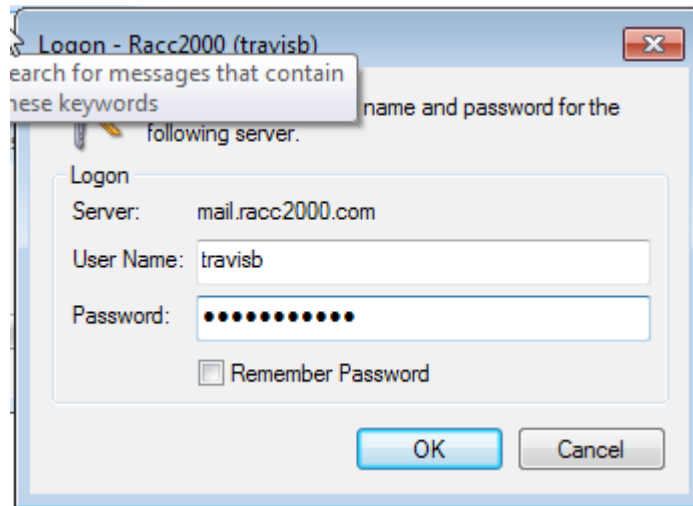 Logon - Racc2000 (travisb)
earch for messages that contain
hese keywords
name and password for the
following server.
Logon
Server: mail.racc2000.com
User Name: travisb
Password: ●●●●●●●●●●●
Remember Password
OK Cancel